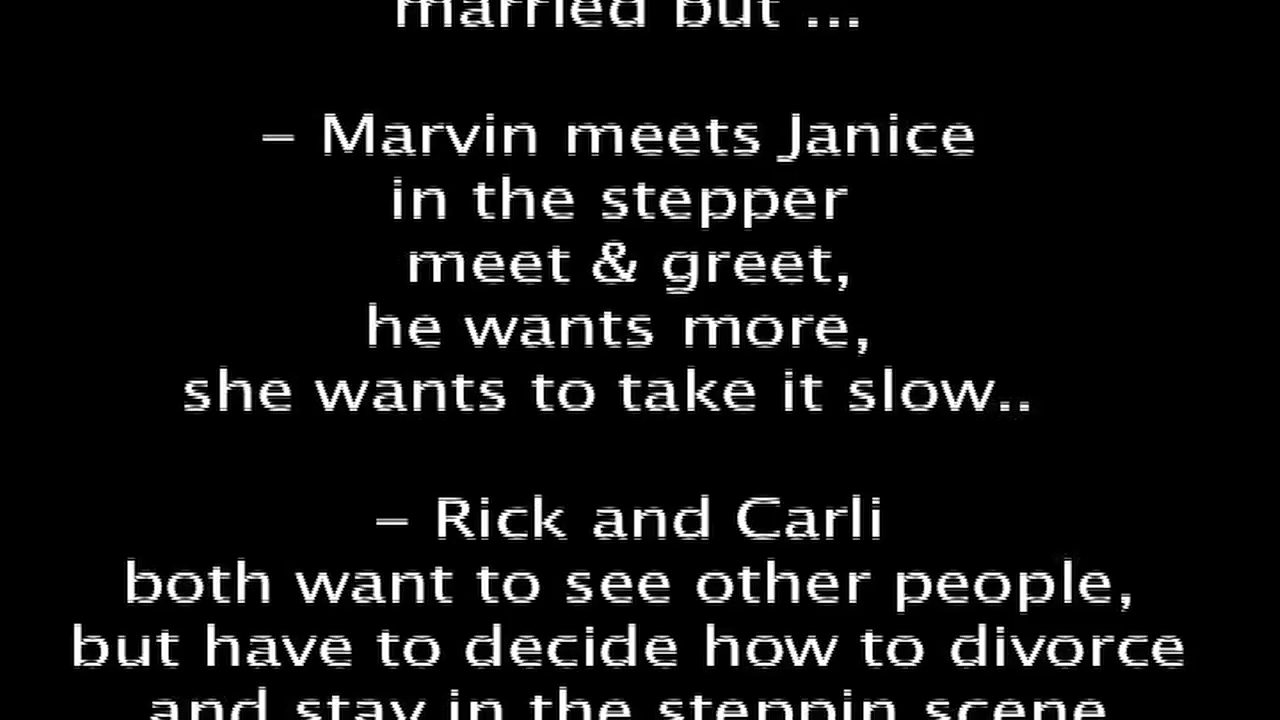 married but ...
– Marvin meets Janice
in the stepper
meet & greet,
he wants more,
she wants to take it slow..
– Rick and Carli
both want to see other people,
but have to decide how to divorce
and stay in the steppin scene